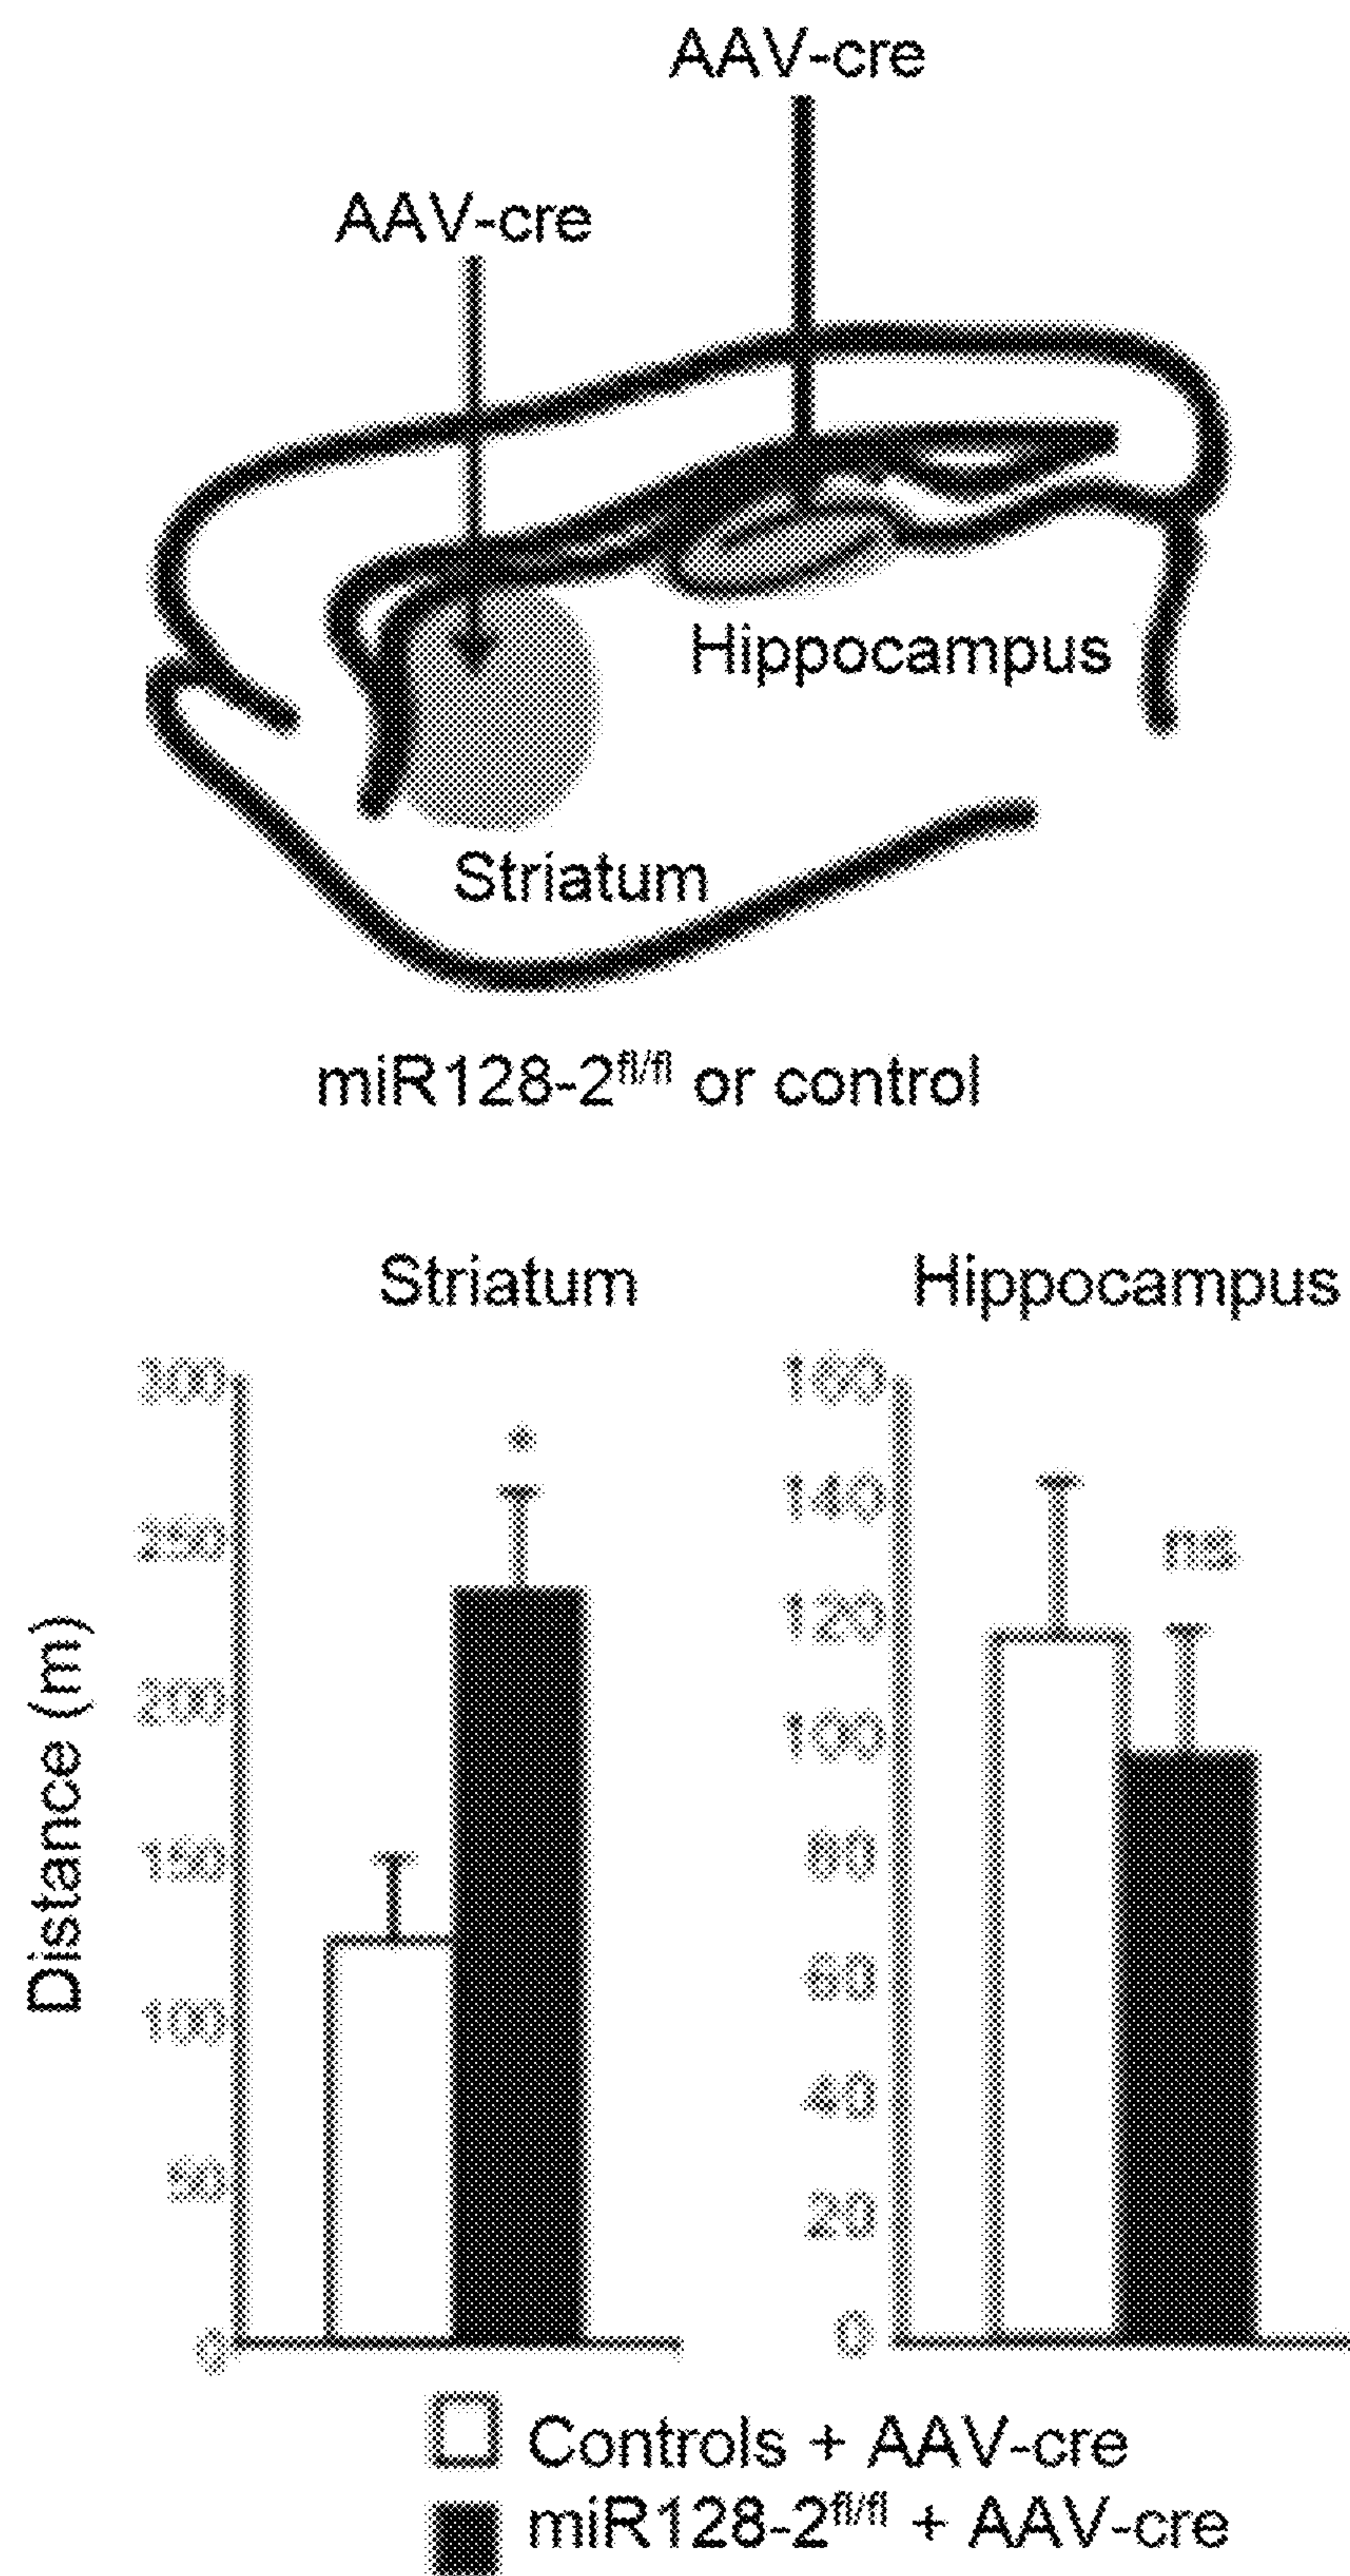 AAV-cre
AAV-cre
Hippocampus
Striatum
miR128-2fl/fl or control
Striatum
Hippocampus
Distance (m)
300
250
200
150
100
50
0
*
160
140
120
100
80
60
40
20
0
ns
Controls + AAV-cre
miR128-2fl/fl + AAV-cre